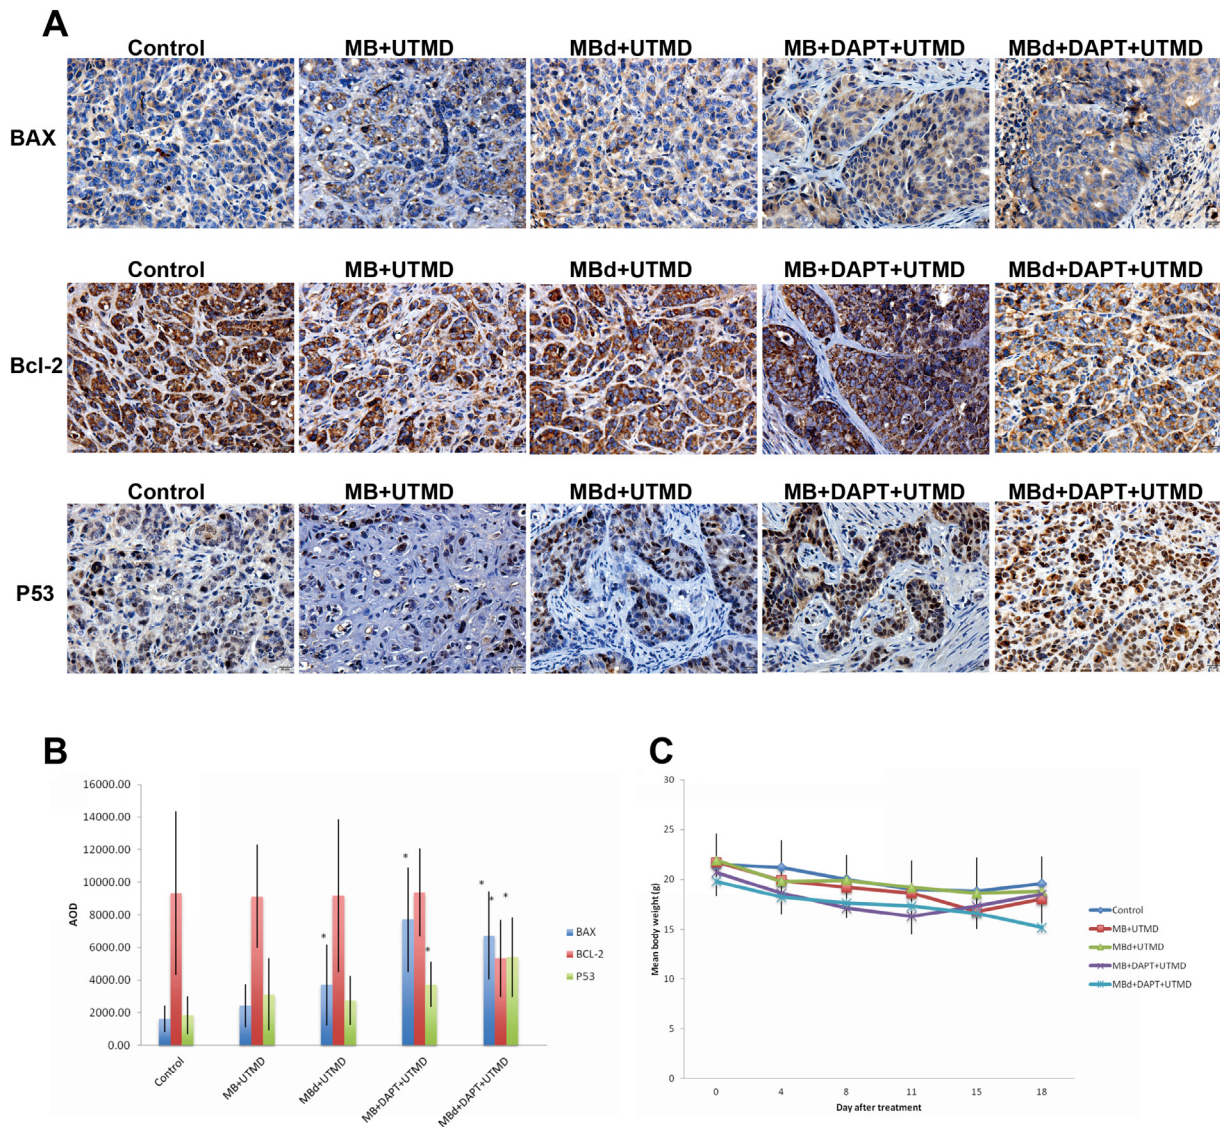 A
Control MB+UTMD MBd+UTMD MB+DAPT+UTMD MBd+DAPT+UTMD
BAX
Control MB+UTMD MBd+UTMD MB+DAPT+UTMD MBd+DAPT+UTMD
Bcl-2
Control MB+UTMD MBd+UTMD MB+DAPT+UTMD MBd+DAPT+UTMD
P53
B
16000.00
14000.00
12000.00
10000.00
8000.00
6000.00
4000.00
2000.00
0.00
AOD
* * * * * * *
BAX
BCL-2
P53
Control MB+UTMD MBd+UTMD MB+DAPT+UTMD MBd+DAPT+UTMD
C
30
25
20
15
10
5
0
Mean body weight (g)
0 4 8 11 15 18
Day after treatment
Control
MB+UTMD
MBd+UTMD
MB+DAPT+UTMD
MBd+DAPT+UTMD